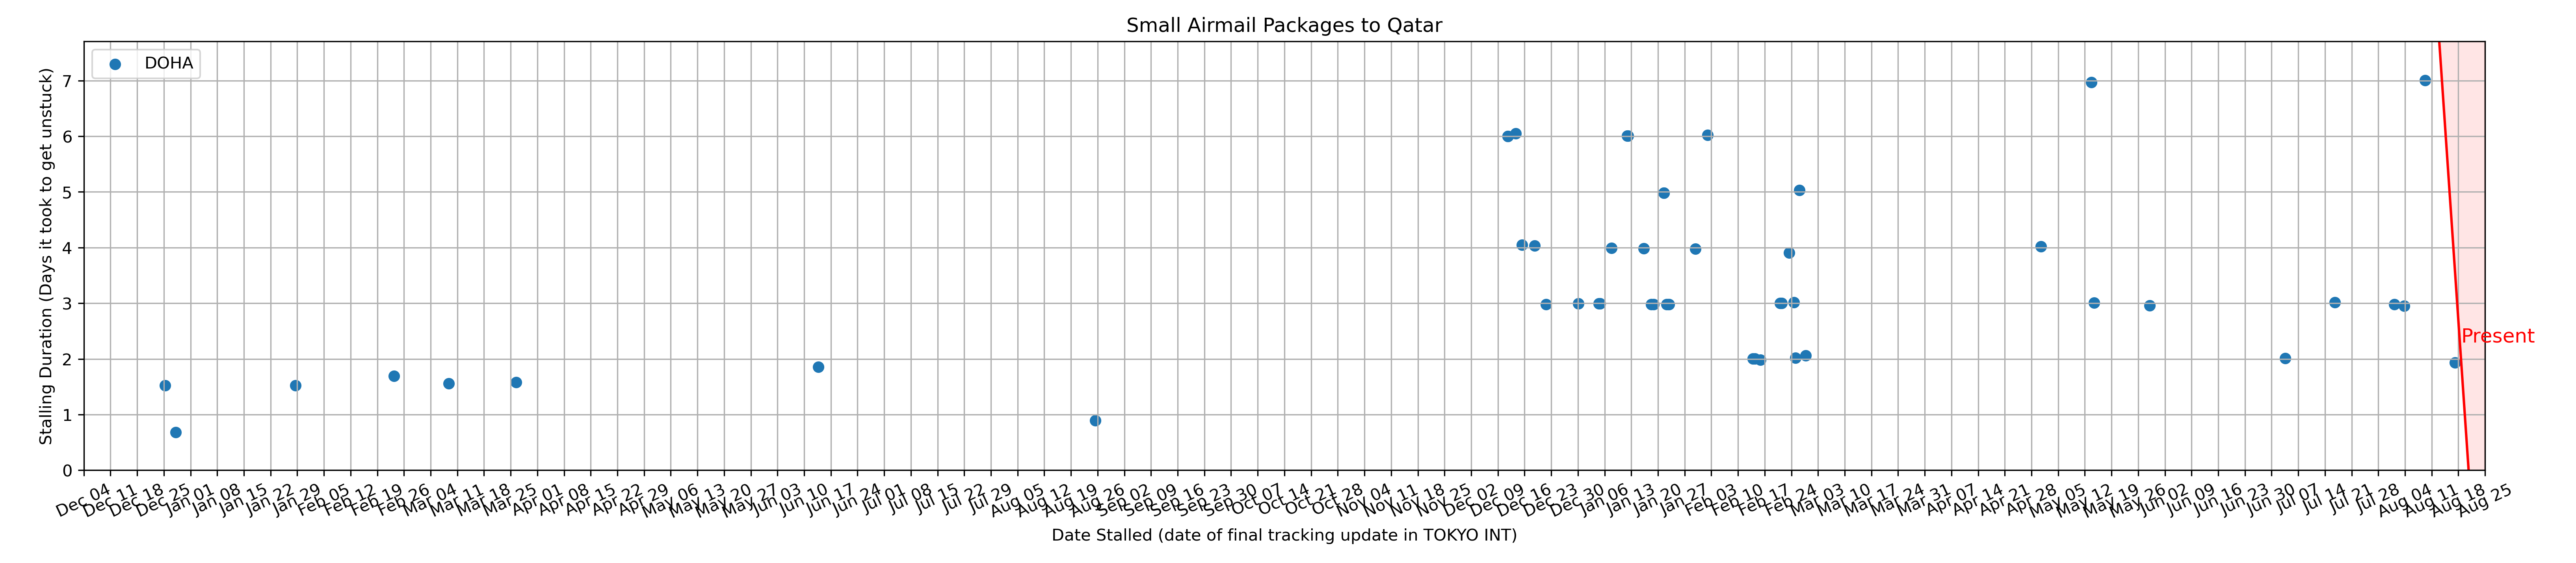 Small Airmail Packages to Qatar
DOHA
Stalling Duration (Days it took to get unstuck)
7
6
5
4
3
2
1
0
Present
Dec 04
Dec 11
Dec 18
Dec 25
Jan 01
Jan 08
Jan 15
Jan 22
Jan 29
Feb 05
Feb 12
Feb 19
Feb 26
Mar 04
Mar 11
Mar 18
Mar 25
Apr 01
Apr 08
Apr 15
Apr 22
Apr 29
May 06
May 13
May 20
May 27
Jun 03
Jun 10
Jun 17
Jun 24
Jul 01
Jul 08
Jul 15
Jul 22
Jul 29
Aug 05
Aug 12
Aug 19
Aug 26
Sep 02
Sep 09
Sep 16
Sep 23
Sep 30
Oct 07
Oct 14
Oct 21
Oct 28
Nov 04
Nov 11
Nov 18
Nov 25
Dec 02
Dec 09
Dec 16
Dec 23
Dec 30
Jan 06
Jan 13
Jan 20
Jan 27
Feb 03
Feb 10
Feb 17
Feb 24
Mar 03
Mar 10
Mar 17
Mar 24
Mar 31
Apr 07
Apr 14
Apr 21
Apr 28
May 05
May 12
May 19
May 26
Jun 02
Jun 09
Jun 16
Jun 23
Jun 30
Jul 07
Jul 14
Jul 21
Jul 28
Aug 04
Aug 11
Aug 18
Aug 25
Date Stalled (date of final tracking update in TOKYO INT)